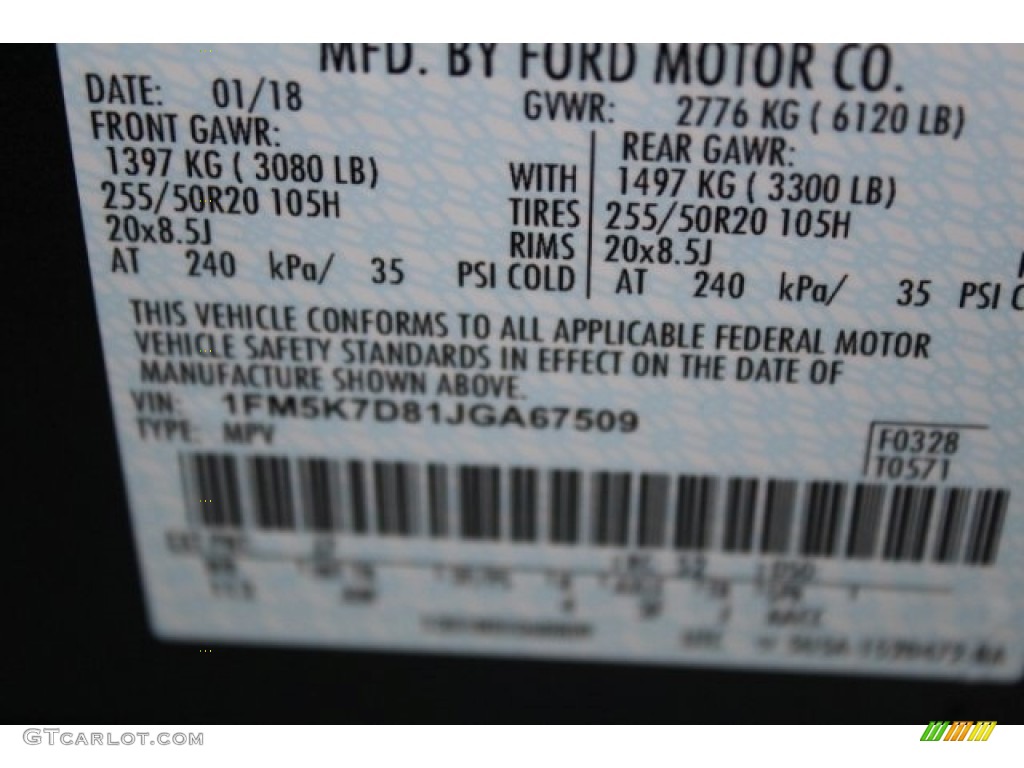 MFD. BY FORD MOTOR CO.
DATE: 01/18 GVWR: 2776 KG ( 6120 LB)
FRONT GAWR: REAR GAWR:
1397 KG ( 3080 LB) WITH 1497 KG ( 3300 LB)
255/50R20 105H TIRES 255/50R20 105H
20x8.5J RIMS 20x8.5J
AT 240 kPa/ 35 PSI COLD AT 240 kPa/ 35 PSI C
THIS VEHICLE CONFORMS TO ALL APPLICABLE FEDERAL MOTOR
VEHICLE SAFETY STANDARDS IN EFFECT ON THE DATE OF
MANUFACTURE SHOWN ABOVE.
VIN: 1FM5K7D81JGA67509
TYPE: MPV
F0328
T0571
GTCARLOT.COM